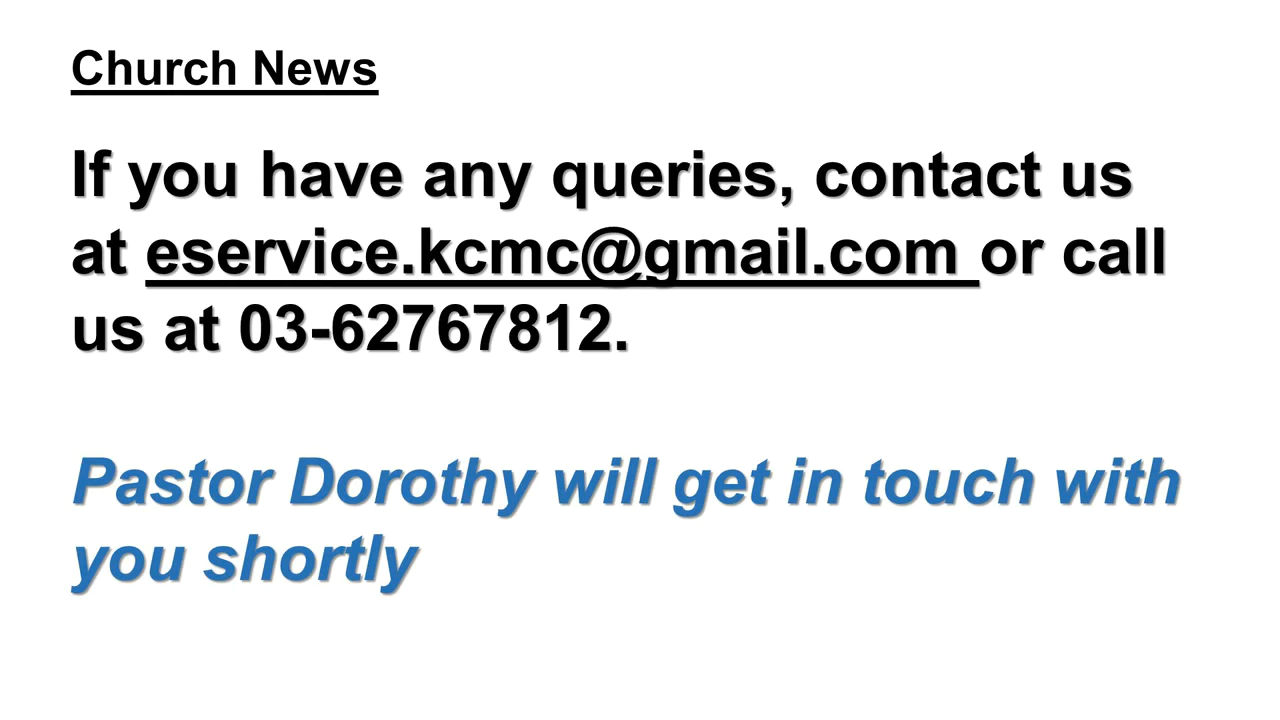 Church News
If you have any queries, contact us
at eservice.kcmc@gmail.com or call
us at 03-62767812.
Pastor Dorothy will get in touch with
you shortly